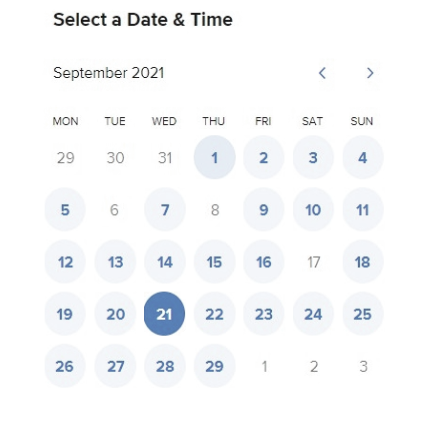 Select a Date & Time
September 2021
MON TUE WED THU FRI SAT SUN
29 30 31 1 2 3 4
5 6 7 8 9 10 11
12 13 14 15 16 17 18
19 20 21 22 23 24 25
26 27 28 29 1 2 3